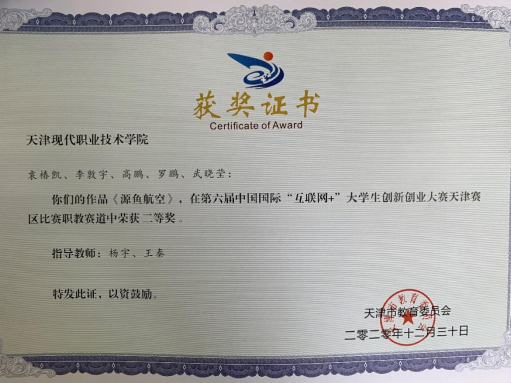 获奖证书
Certificate of Award
天津现代职业技术学院
袁椿凯、李敦宇、高鹏、罗鹏、武晓莹：
你们的作品《源鱼航空》，在第六届中国国际“互联网+”大学生创新创业大赛天津赛
区比赛职教赛道中荣获 二等奖。
指导教师：杨宇、王秦
特发此证，以资鼓励。
天津市教育委员会
二零二零年十二月三十日